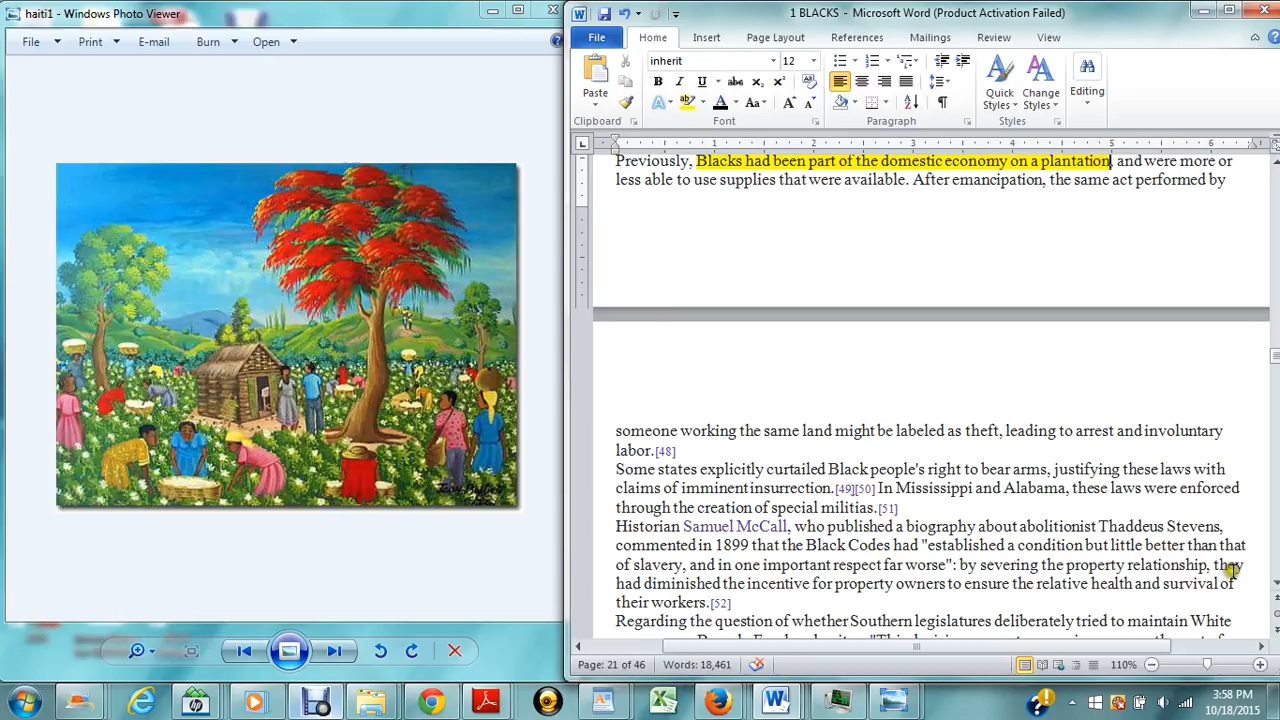 haiti1 - Windows Photo Viewer
File Print E-mail Burn Open
1 BLACKS - Microsoft Word (Product Activation Failed)
File Home Insert Page Layout References Mailings Review View
inherit 12
Paste
Quick Styles
Change Styles
Editing
Clipboard Font Paragraph Styles
1 2 3 4 5 6
Previously, Blacks had been part of the domestic economy on a plantation, and were more or
less able to use supplies that were available. After emancipation, the same act performed by
someone working the same land might be labeled as theft, leading to arrest and involuntary
labor.[48]
Some states explicitly curtailed Black people's right to bear arms, justifying these laws with
claims of imminent insurrection.[49][50] In Mississippi and Alabama, these laws were enforced
through the creation of special militias.[51]
Historian Samuel McCall, who published a biography about abolitionist Thaddeus Stevens,
commented in 1899 that the Black Codes had "established a condition but little better than that
of slavery, and in one important respect far worse": by severing the property relationship, they
had diminished the incentive for property owners to ensure the relative health and survival of
their workers.[52]
Regarding the question of whether Southern legislatures deliberately tried to maintain White
Page: 21 of 46 Words: 18,461 110%
3:58 PM
10/18/2015